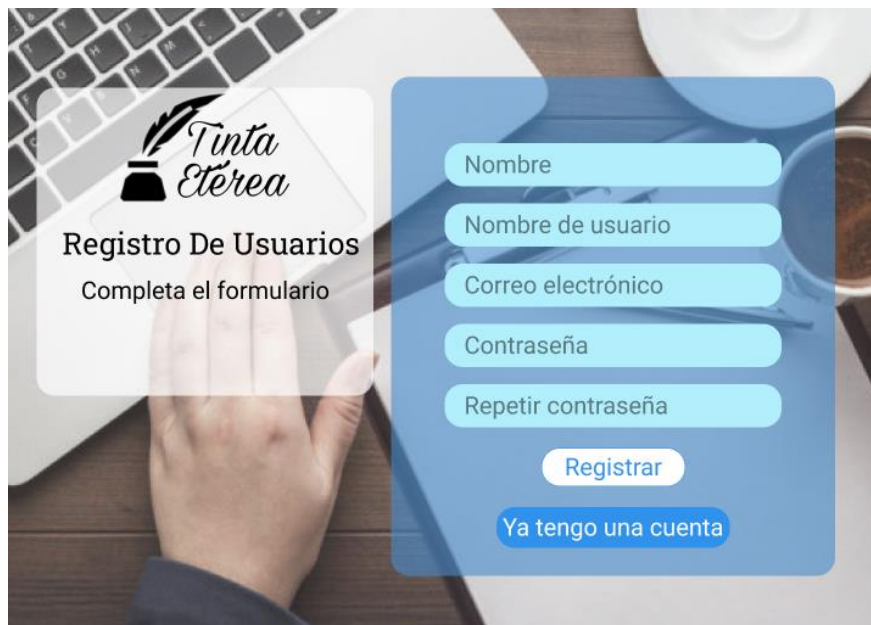 Tinta
Etérea
Registro De Usuarios
Completa el formulario
Nombre
Nombre de usuario
Correo electrónico
Contraseña
Repetir contraseña
Registrar
Ya tengo una cuenta